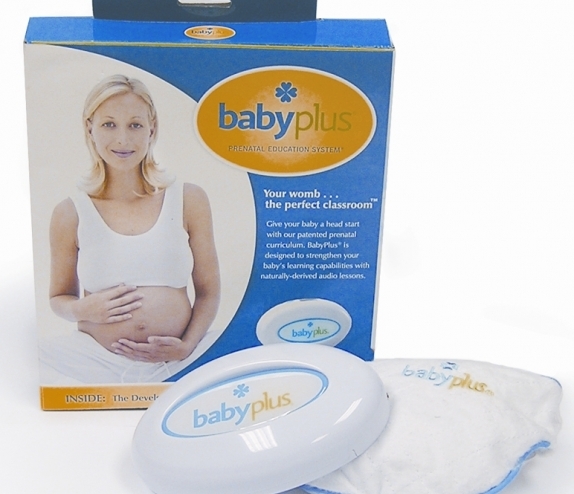 babyplus
babyplus
PRENATAL EDUCATION SYSTEM
Your womb . . .
the perfect classroom™
Give your baby a head start
with our patented prenatal
curriculum. BabyPlus® is
designed to strengthen your
baby's learning capabilities with
naturally-derived audio lessons.
babyplus
INSIDE: The
babyplus
babyplus